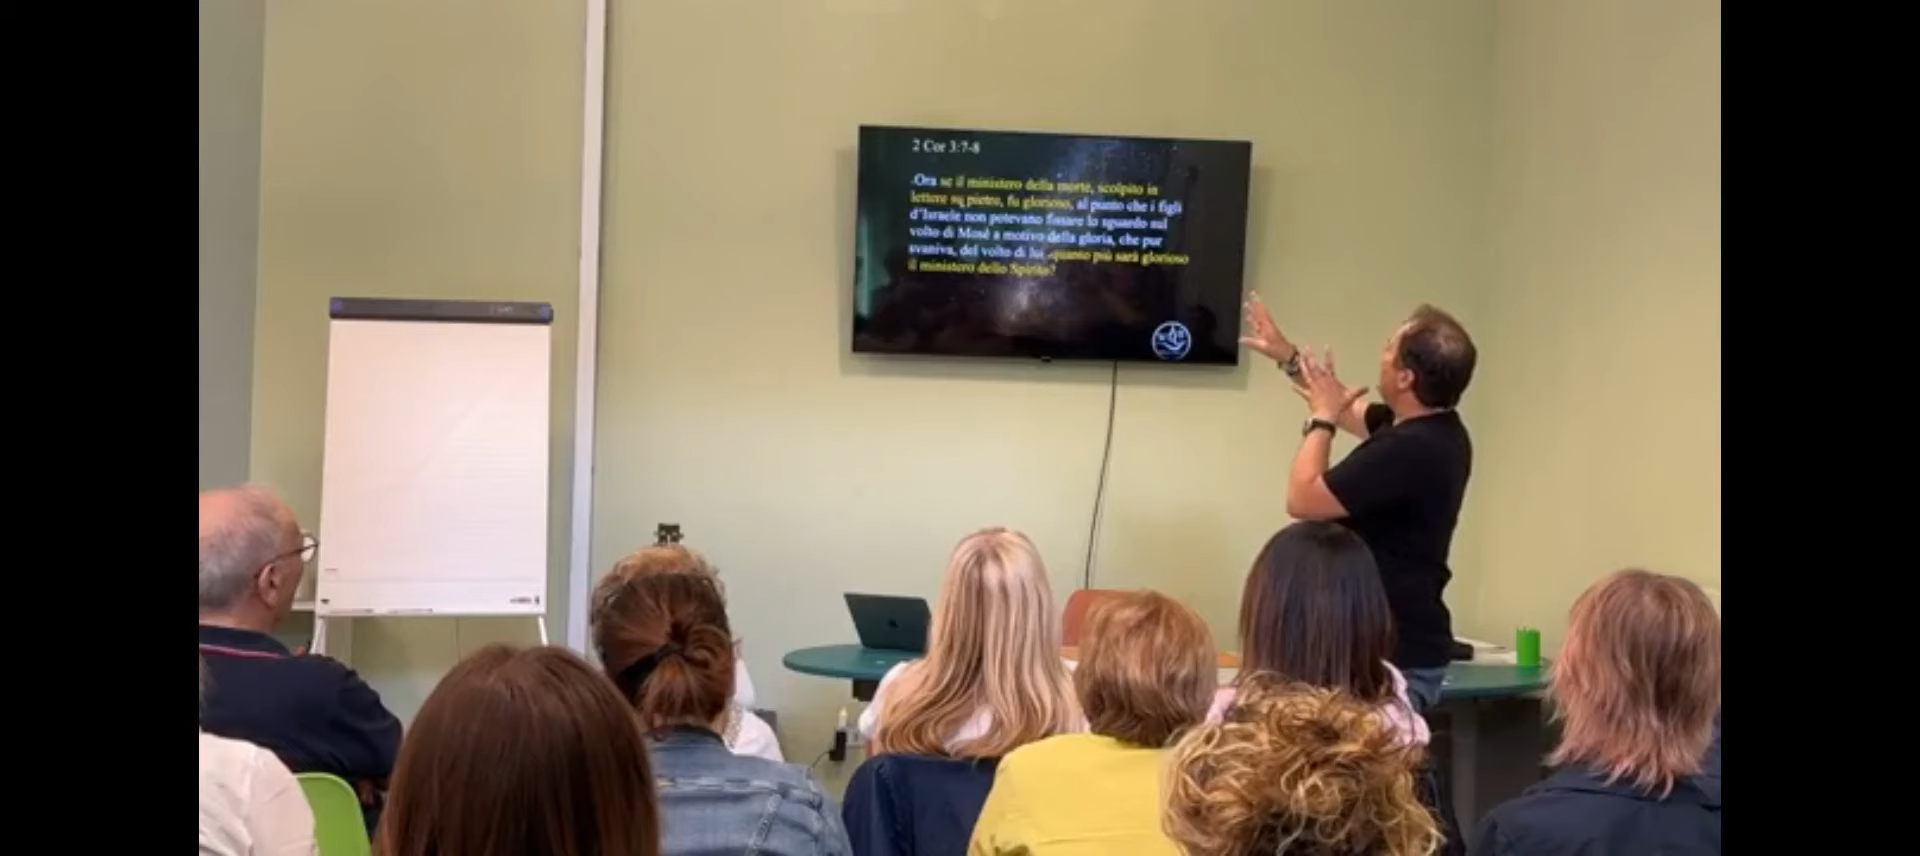 2 Cor 3:7-8
.Ora se il ministero della morte, scolpito in
lettere su pietre, fu glorioso, al punto che i figli
d'Israele non potevano fissare lo sguardo sul
volto di Mosè a motivo della gloria, che pur
svaniva, del volto di lui ,quanto più sarà glorioso
il ministero dello Spirito?